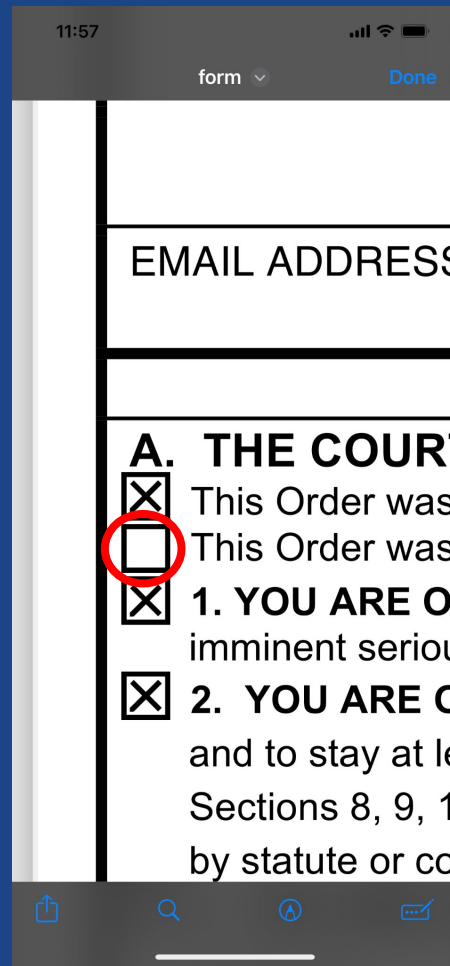 11:57
form
Done
EMAIL ADDRESS
A. THE COURT
This Order was
This Order was
1. YOU ARE O
imminent seriou
2. YOU ARE O
and to stay at le
Sections 8, 9, 1
by statute or co